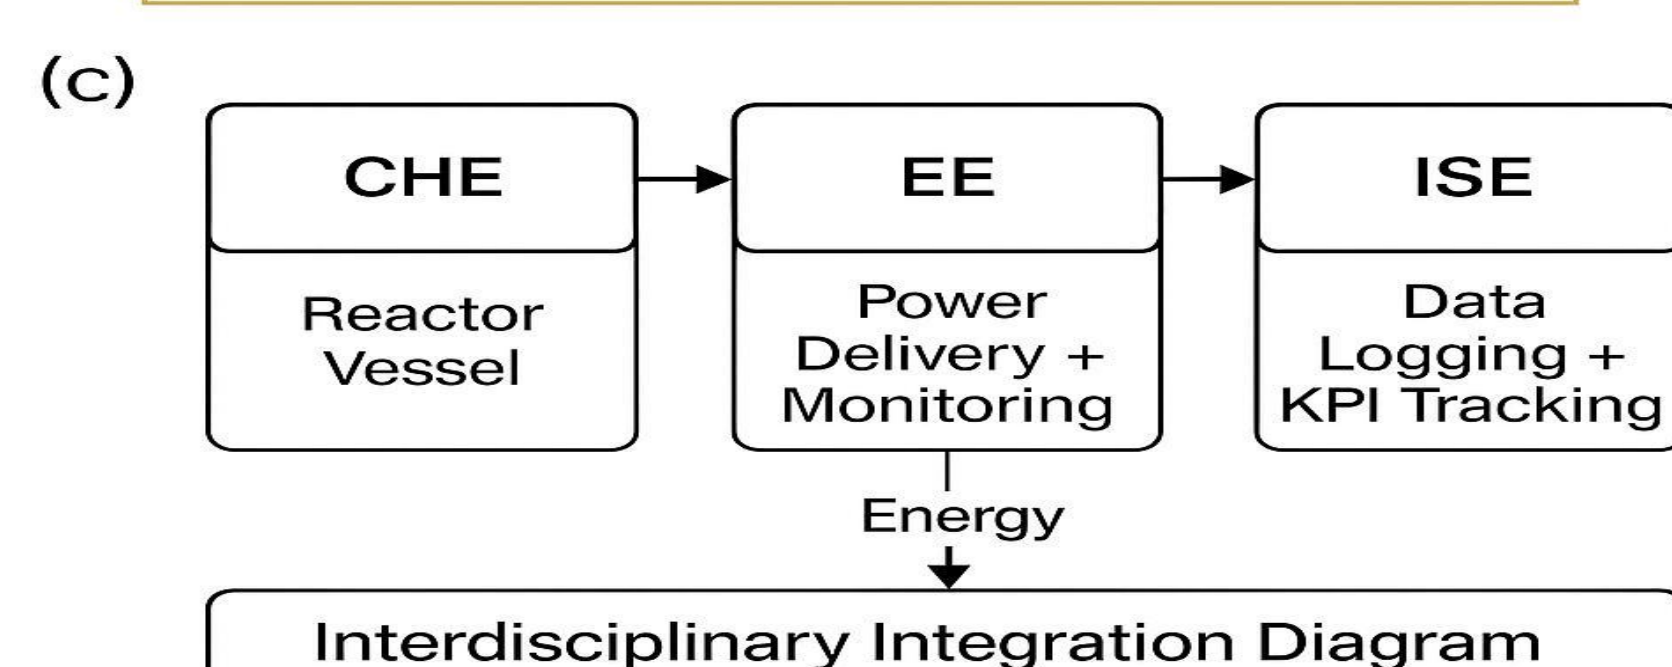 (C)
CHE
Reactor
Vessel
EE
Power
Delivery +
Monitoring
ISE
Data
Logging +
KPI Tracking
Energy
Interdisciplinary Integration Diagram